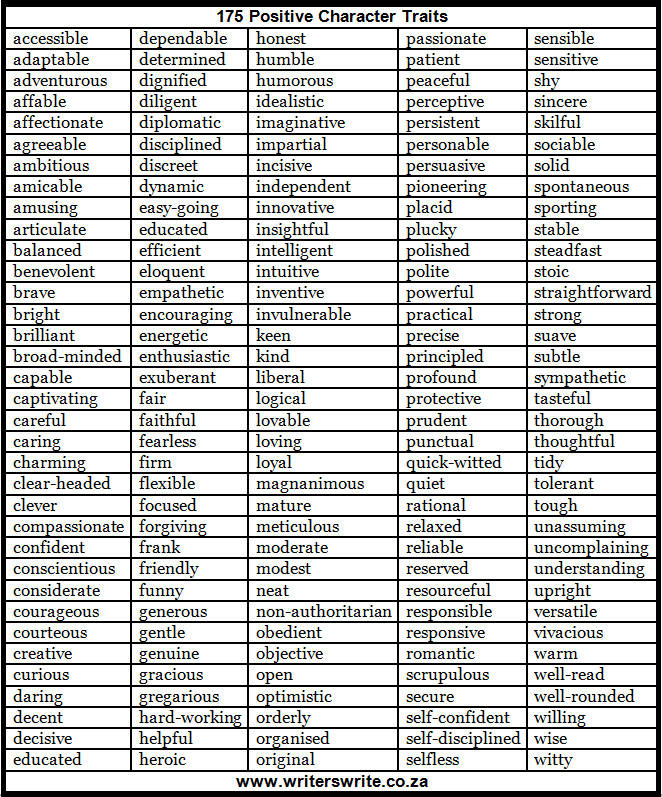 175 Positive Character Traits
accessible dependable honest passionate sensible
adaptable determined humble patient sensitive
adventurous dignified humorous peaceful shy
affable diligent idealistic perceptive sincere
affectionate diplomatic imaginative persistent skilful
agreeable disciplined impartial personable sociable
ambitious discreet incisive persuasive solid
amicable dynamic independent pioneering spontaneous
amusing easy-going innovative placid sporting
articulate educated insightful plucky stable
balanced efficient intelligent polished steadfast
benevolent eloquent intuitive polite stoic
brave empathetic inventive powerful straightforward
bright encouraging invulnerable practical strong
brilliant energetic keen precise suave
broad-minded enthusiastic kind principled subtle
capable exuberant liberal profound sympathetic
captivating fair logical protective tasteful
careful faithful lovable prudent thorough
caring fearless loving punctual thoughtful
charming firm loyal quick-witted tidy
clear-headed flexible magnanimous quiet tolerant
clever focused mature rational tough
compassionate forgiving meticulous relaxed unassuming
confident frank moderate reliable uncomplaining
conscientious friendly modest reserved understanding
considerate funny neat resourceful upright
courageous generous non-authoritarian responsible versatile
courteous gentle obedient responsive vivacious
creative genuine objective romantic warm
curious gracious open scrupulous well-read
daring gregarious optimistic secure well-rounded
decent hard-working orderly self-confident willing
decisive helpful organised self-disciplined wise
educated heroic original selfless witty
www.writerswrite.co.za